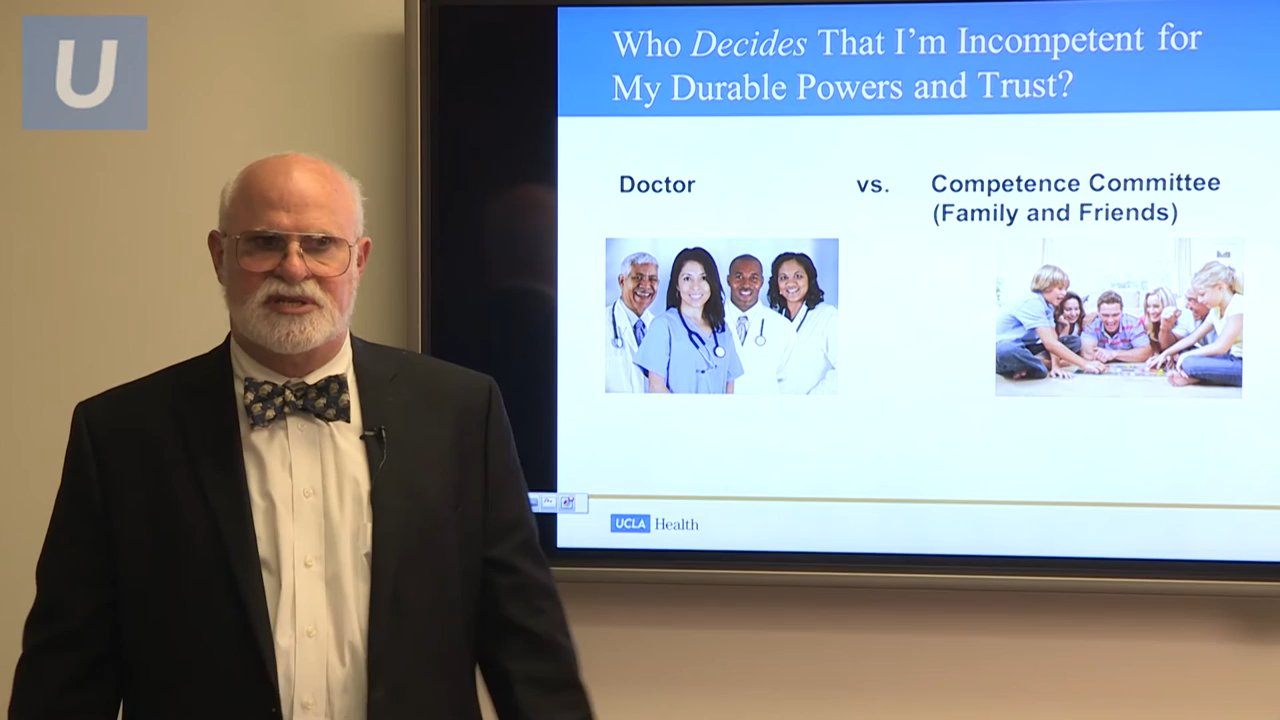 U
Who Decides That I'm Incompetent for
My Durable Powers and Trust?
Doctor vs. Competence Committee
(Family and Friends)
UCLA Health